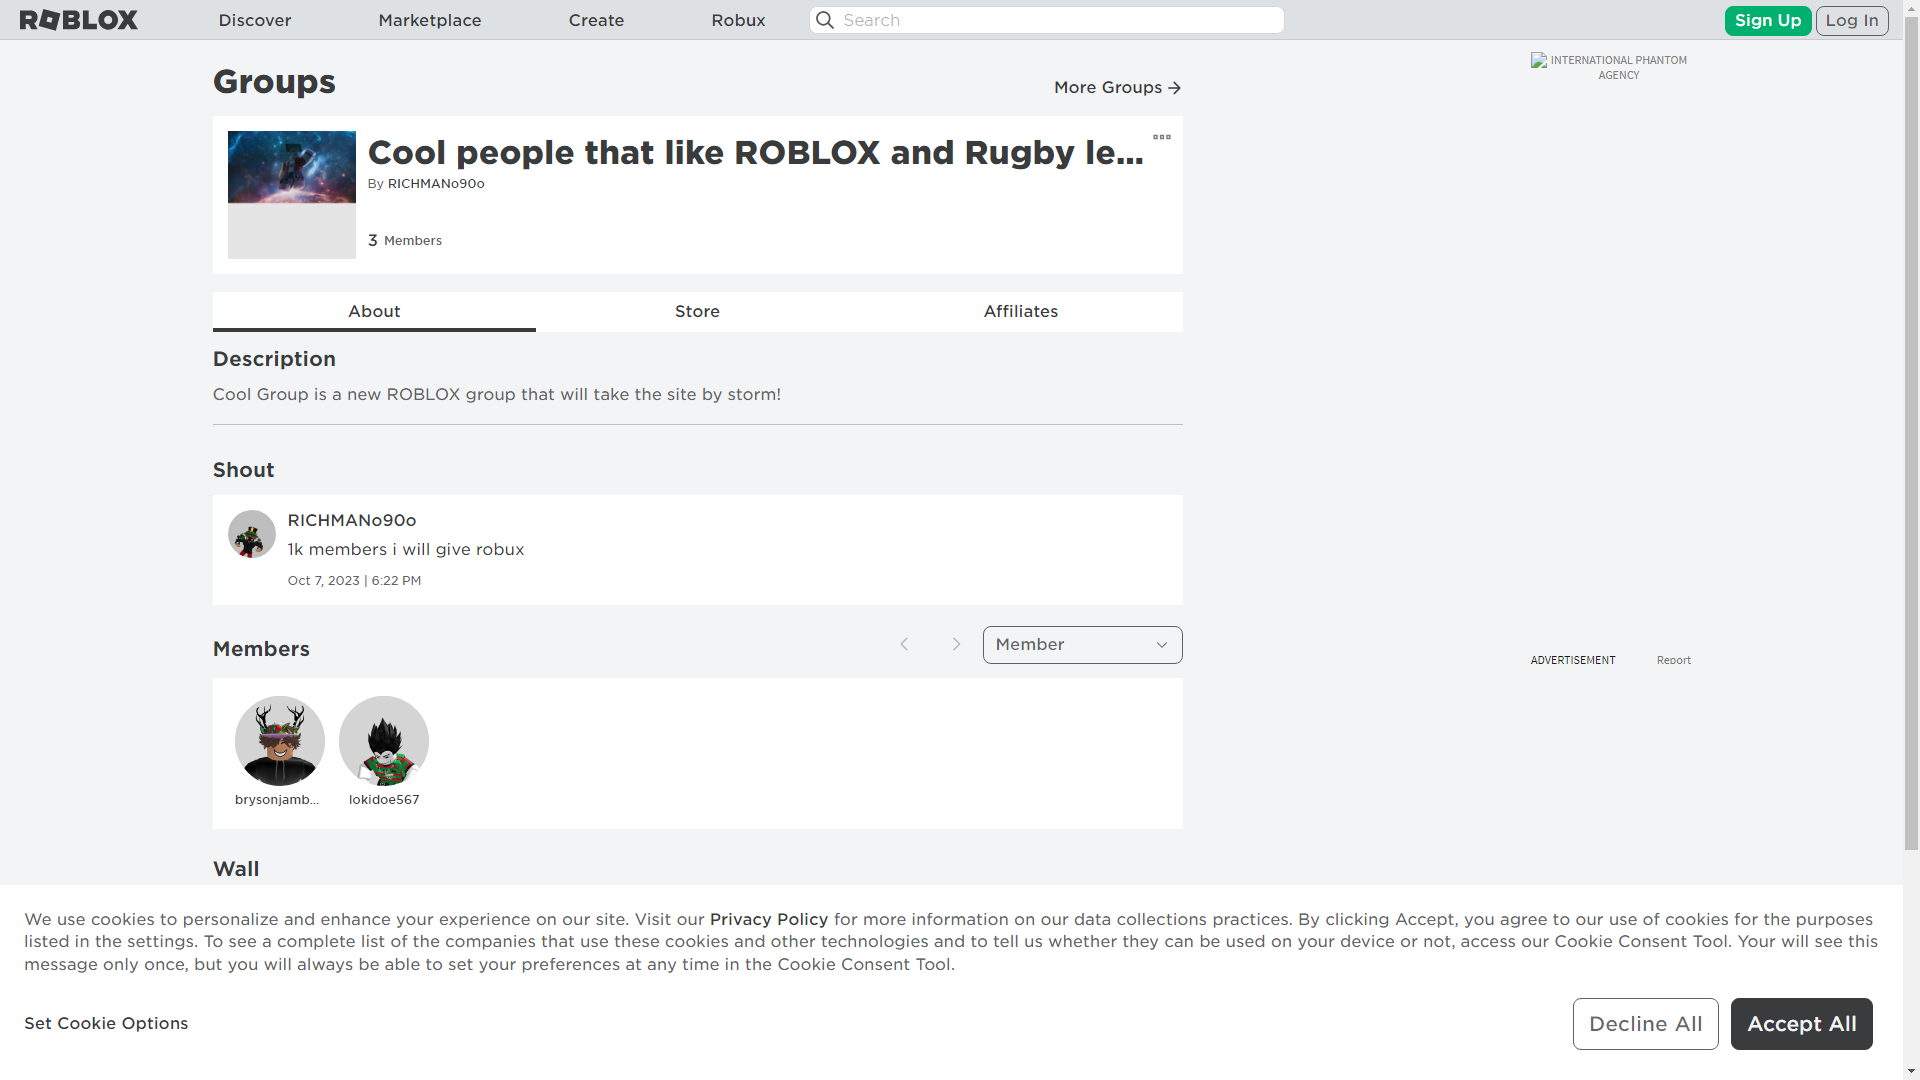 ROBLOX
Discover
Marketplace
Create
Robux
Search
Sign Up
Log In
Groups
More Groups
INTERNATIONAL PHANTOM
AGENCY
Cool people that like ROBLOX and Rugby le...
By RICHMANo90o
3 Members
About
Store
Affiliates
Description
Cool Group is a new ROBLOX group that will take the site by storm!
Shout
RICHMANo90o
1k members i will give robux
Oct 7, 2023 | 6:22 PM
Members
Member
ADVERTISEMENT
Report
brysonjamb...
lokidoe567
Wall
We use cookies to personalize and enhance your experience on our site. Visit our Privacy Policy for more information on our data collections practices. By clicking Accept, you agree to our use of cookies for the purposes
listed in the settings. To see a complete list of the companies that use these cookies and other technologies and to tell us whether they can be used on your device or not, access our Cookie Consent Tool. Your will see this
message only once, but you will always be able to set your preferences at any time in the Cookie Consent Tool.
Set Cookie Options
Decline All
Accept All